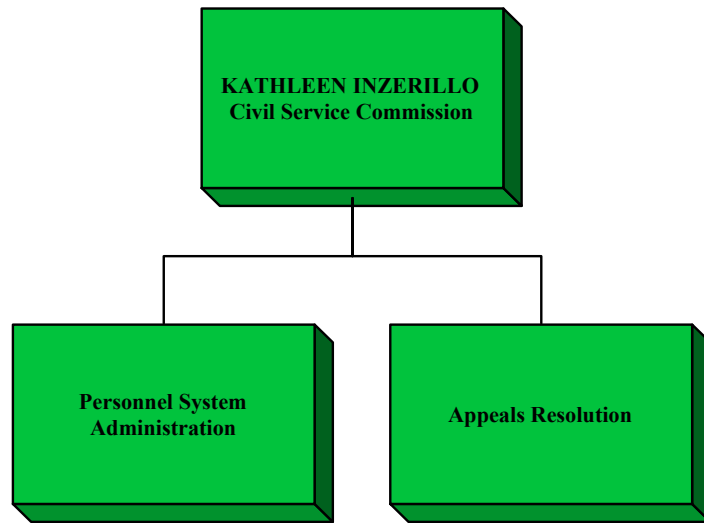 KATHLEEN INZERILLO
Civil Service Commission
Personnel System
Administration
Appeals Resolution